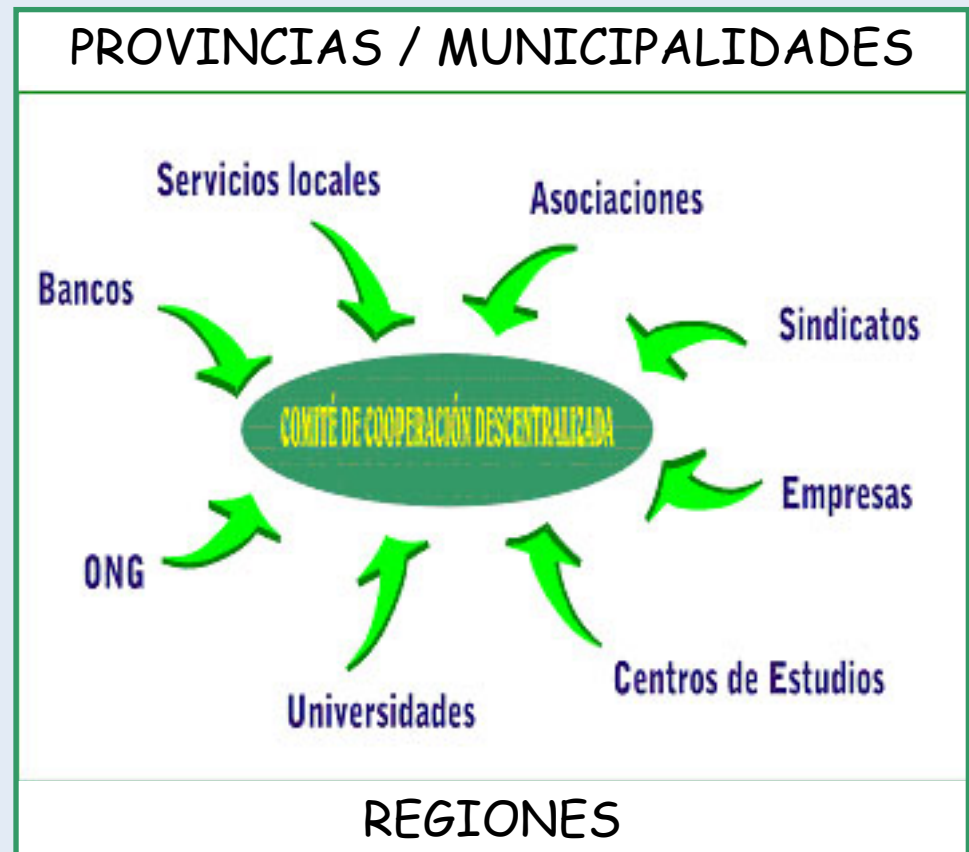 PROVINCIAS / MUNICIPALIDADES
Servicios locales
Asociaciones
Bancos
Sindicatos
COMITÉ DE COOPERACIÓN DESCENTRALIZADA
Empresas
ONG
Centros de Estudios
Universidades
REGIONES